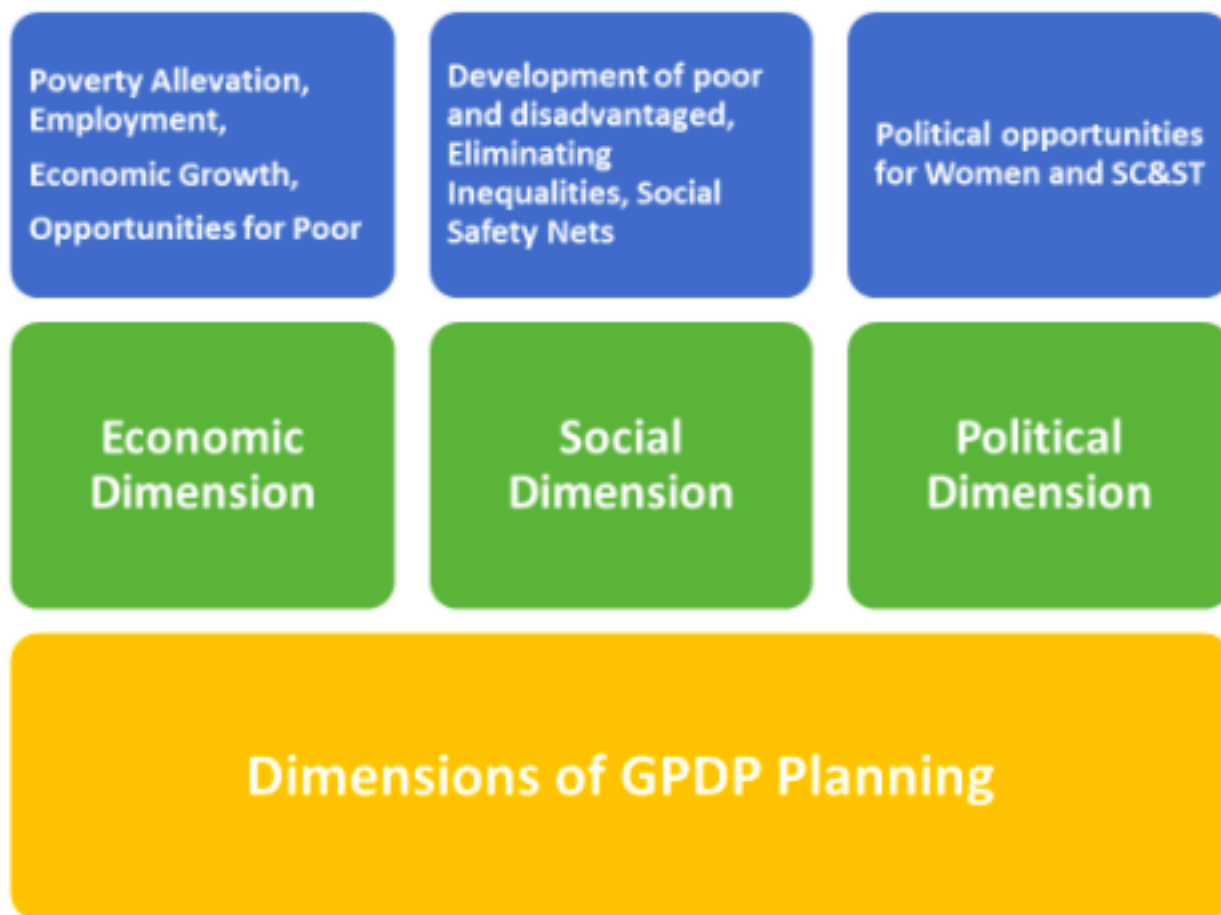 Poverty Allevation,
Employment,
Economic Growth,
Opportunities for Poor
Development of poor
and disadvantaged,
Eliminating
Inequalities, Social
Safety Nets
Political opportunities
for Women and SC&ST
Economic
Dimension
Social
Dimension
Political
Dimension
Dimensions of GPDP Planning